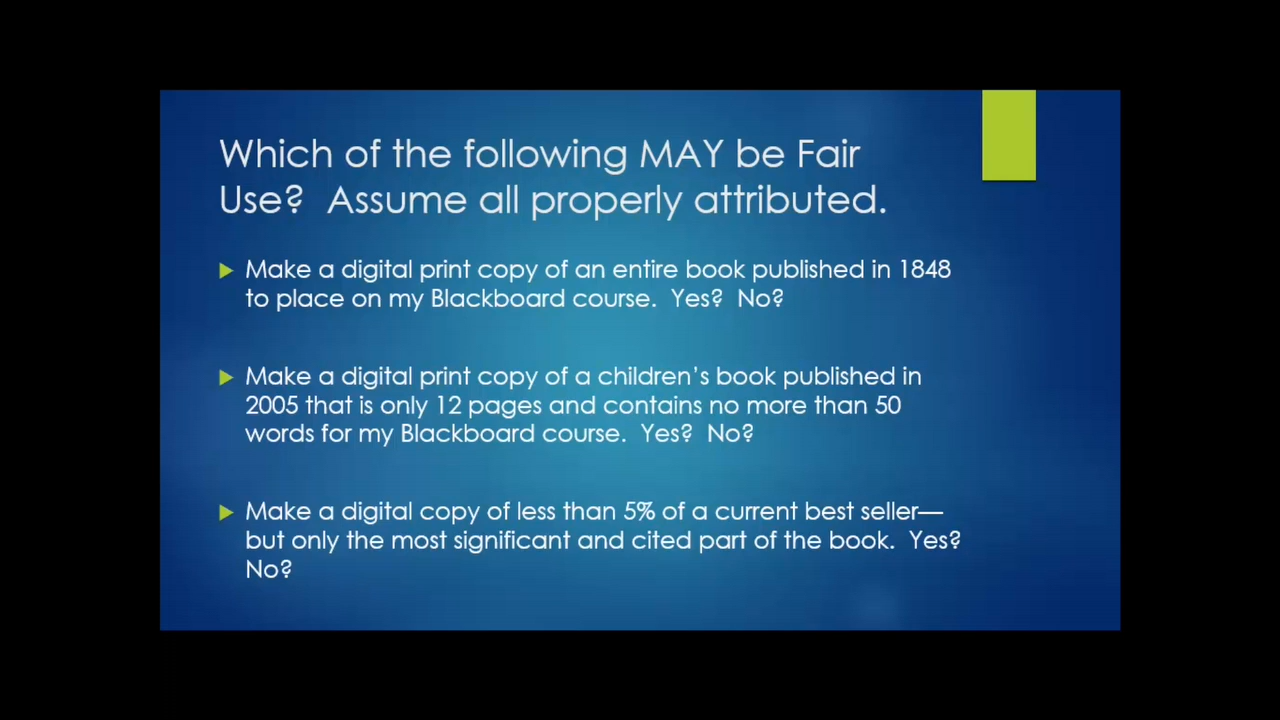 Which of the following MAY be Fair
Use?  Assume all properly attributed.
Make a digital print copy of an entire book published in 1848
to place on my Blackboard course.  Yes?  No?
Make a digital print copy of a children's book published in
2005 that is only 12 pages and contains no more than 50
words for my Blackboard course.  Yes?  No?
Make a digital copy of less than 5% of a current best seller—
but only the most significant and cited part of the book.  Yes?
No?